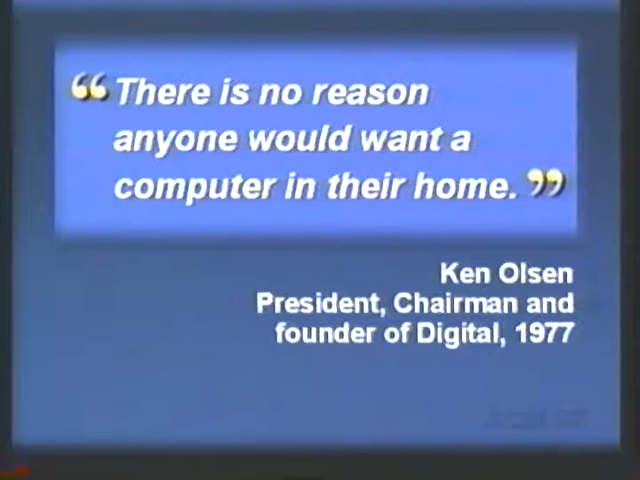 “ There is no reason
anyone would want a
computer in their home. ”
Ken Olsen
President, Chairman and
founder of Digital, 1977